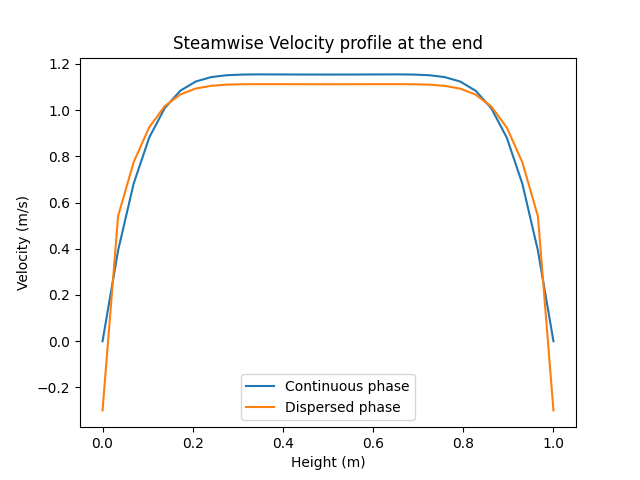 Steamwise Velocity profile at the end
1.2
1.0
0.8
0.6
0.4
0.2
0.0
−0.2
Velocity (m/s)
Continuous phase
Dispersed phase
0.0 0.2 0.4 0.6 0.8 1.0
Height (m)